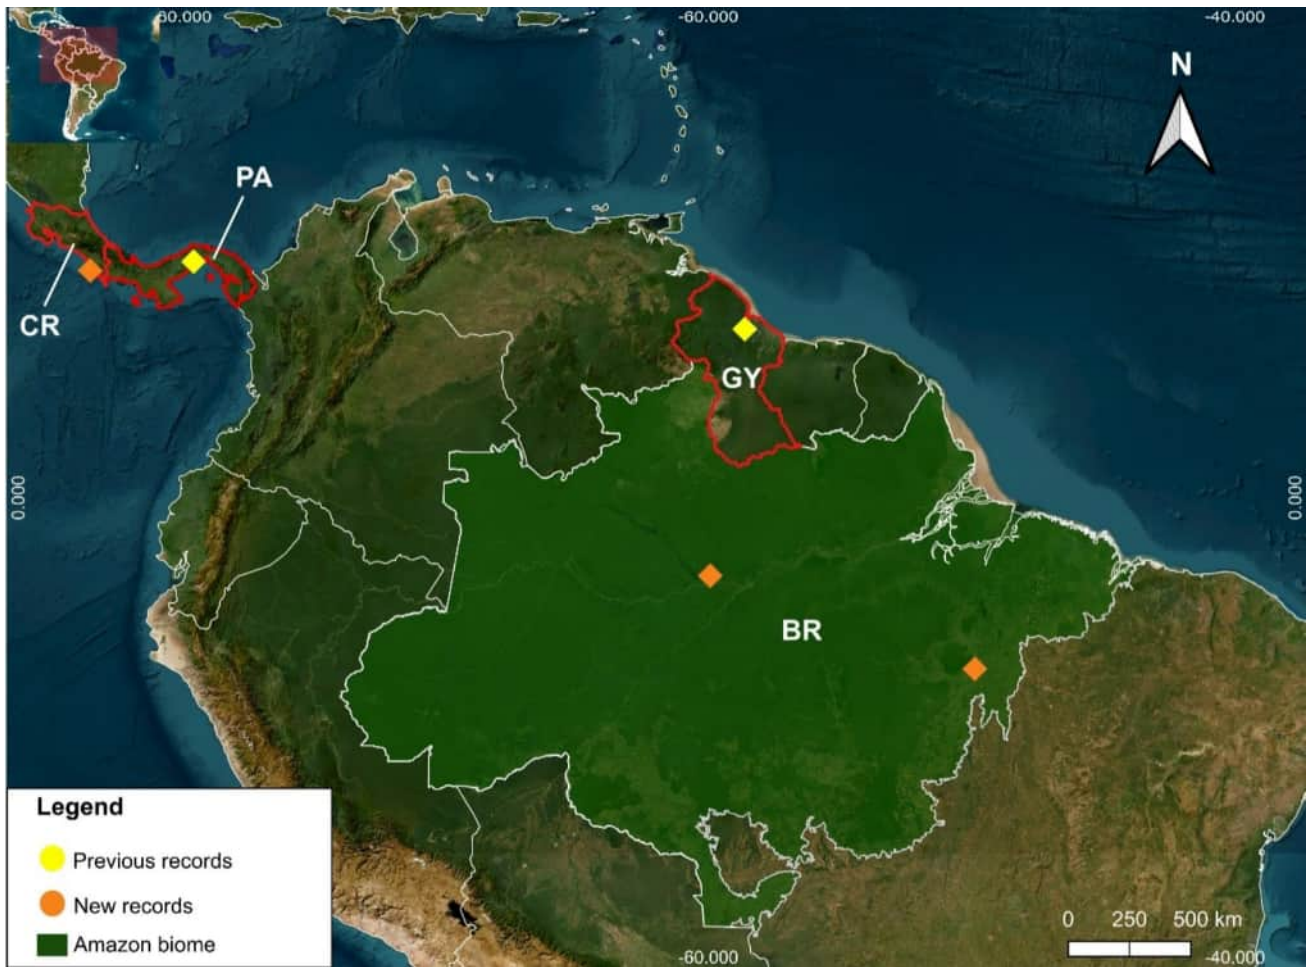 80.000
-60.000
-40.000
N
PA
CR
GY
0.000
0.000
BR
Legend
Previous records
New records
Amazon biome
0 250 500 km
-60.000
-40.000